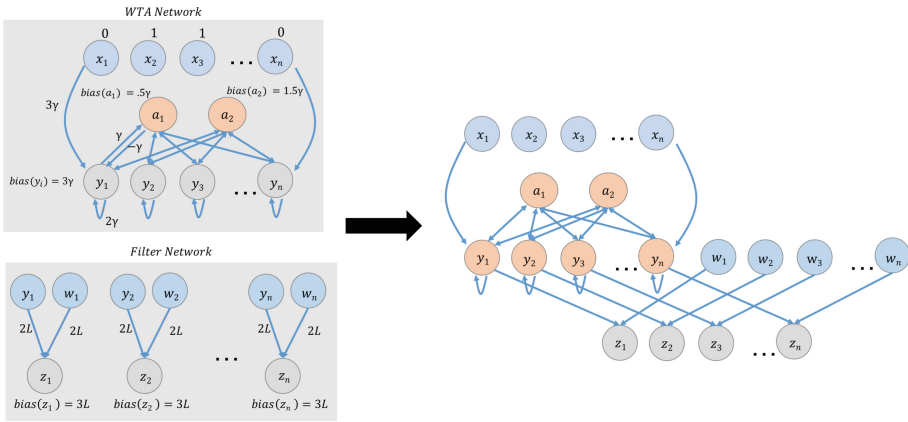 WTA Network
0 1 1 0
x₁ x₂ x₃ ... xₙ
bias(a₁) = .5γ bias(a₂) = 1.5γ
3γ
a₁ a₂
γ
−γ
bias(yᵢ) = 3γ
y₁ y₂ y₃ ... yₙ
2γ
Filter Network
y₁ w₁ y₂ w₂ yₙ wₙ
2L 2L 2L 2L 2L 2L
...
z₁ z₂ zₙ
bias(z₁) = 3L bias(z₂) = 3L bias(zₙ) = 3L
x₁ x₂ x₃ ... xₙ
a₁ a₂
y₁ y₂ y₃ ... yₙ w₁ w₂ w₃ ... wₙ
z₁ z₂ z₃ ... zₙ